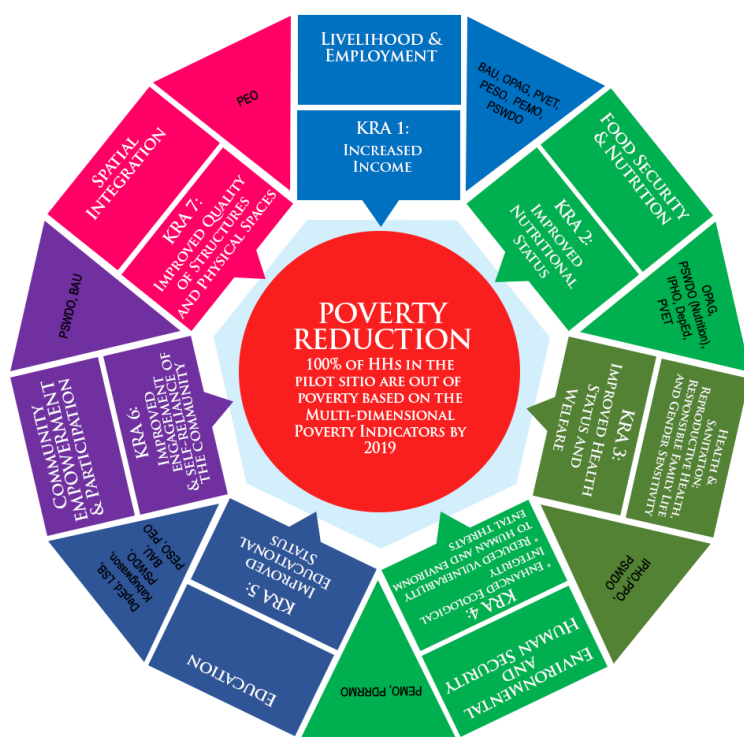 LIVELIHOOD &
EMPLOYMENT
KRA 1:
INCREASED
INCOME
BAU, OPAG, PVET,
PESO, PEMO,
PSWDO
FOOD SECURITY
& NUTRITION
KRA 2:
IMPROVED
NUTRITIONAL
STATUS
OPAG,
PSWDO (Nutrition),
IPHO, DepEd,
PVET
HEALTH &
SANITATION;
REPRODUCTIVE HEALTH,
RESPONSIBLE FAMILY LIFE
AND GENDER SENSITIVITY
KRA 3:
IMPROVED HEALTH
STATUS AND
WELFARE
IPHO,PPO,
PSWDO
ENVIRONMENTAL
AND
HUMAN SECURITY
KRA 4:
* ENHANCED ECOLOGICAL
INTEGRITY
* REDUCED VULNERABILITY
TO HUMAN AND ENVIRONM
ENTAL THREATS
PEMO, PDRRMO
EDUCATION
KRA 5:
IMPROVED
EDUCATIONAL
STATUS
DepEd, LSB,
Kabugwason,
PSWDO,
BAU,
PESO, PEO
COMMUNITY
EMPOWERMENT
& PARTICIPATION
KRA 6:
IMPROVED
ENGAGEMENT OF
& SELF-RELIANCE
THE COMMUNITY
PSWDO, BAU
SPATIAL
INTEGRATION
KRA 7:
IMPROVED QUALITY
OF STRUCTURES
AND PHYSICAL SPACES
PEO
POVERTY
REDUCTION
100% OF HHS IN THE
PILOT SITIO ARE OUT OF
POVERTY BASED ON THE
MULTI-DIMENSIONAL
POVERTY INDICATORS BY
2019